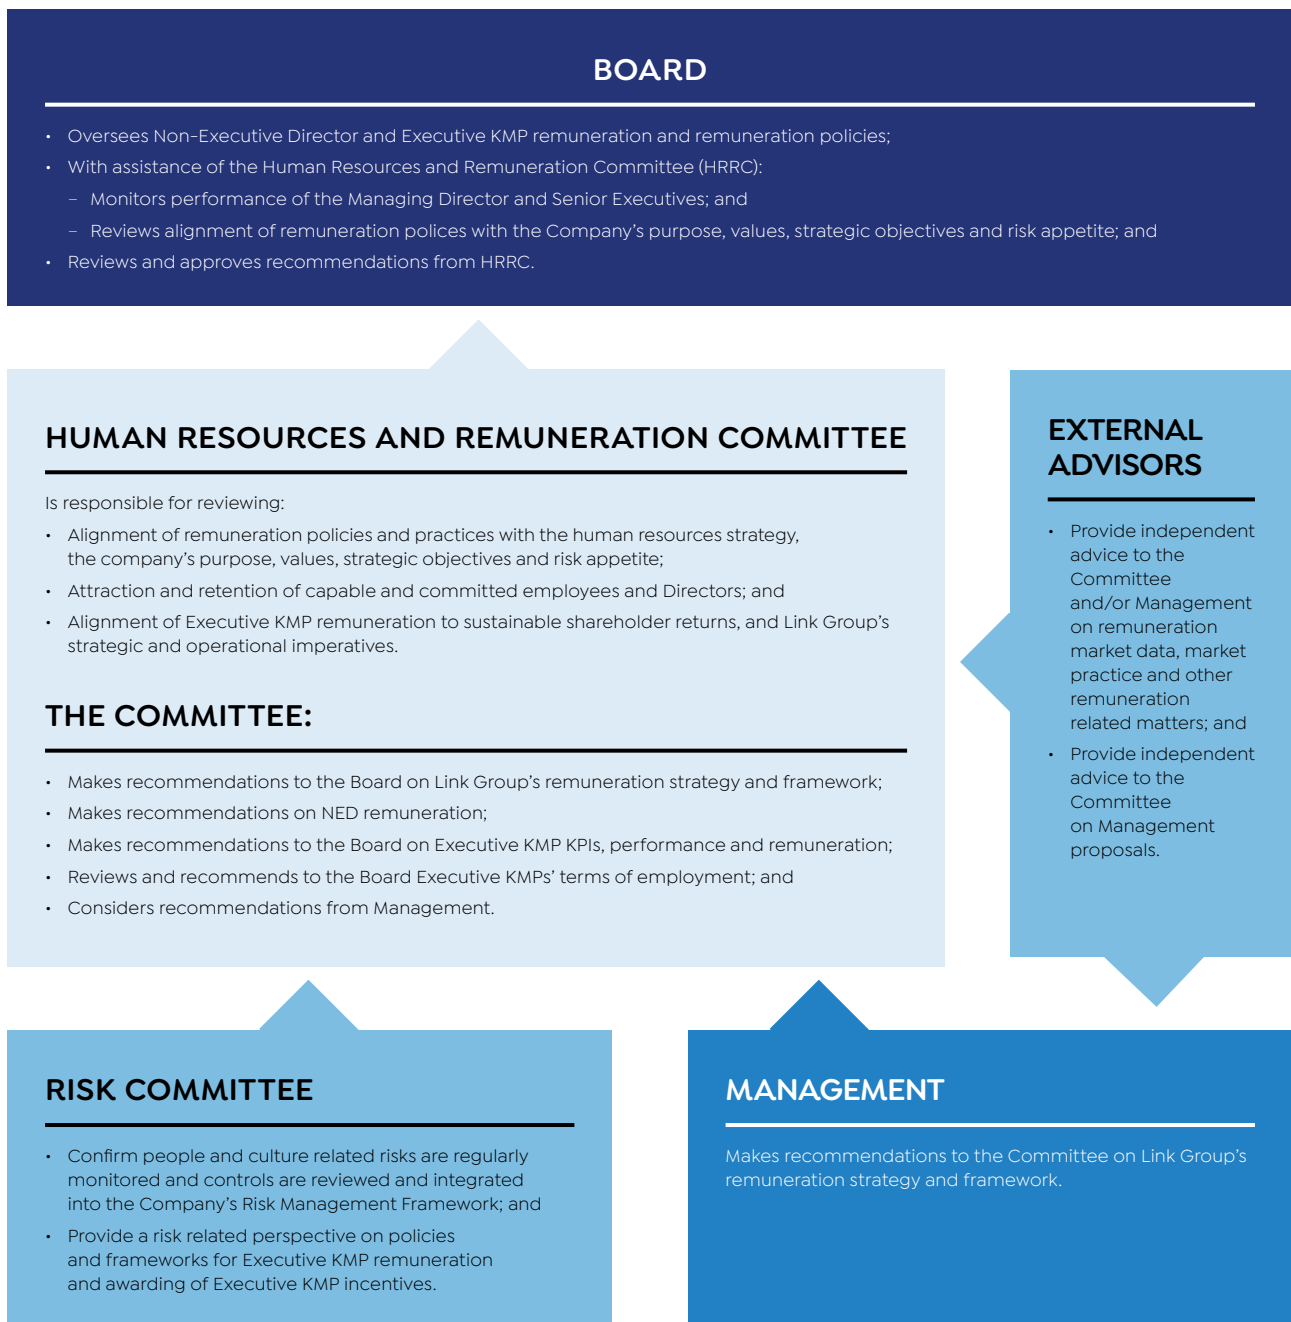 BOARD
• Oversees Non-Executive Director and Executive KMP remuneration and remuneration policies;
• With assistance of the Human Resources and Remuneration Committee (HRRC):
– Monitors performance of the Managing Director and Senior Executives; and
– Reviews alignment of remuneration polices with the Company's purpose, values, strategic objectives and risk appetite; and
• Reviews and approves recommendations from HRRC.
HUMAN RESOURCES AND REMUNERATION COMMITTEE
Is responsible for reviewing:
• Alignment of remuneration policies and practices with the human resources strategy,
the company's purpose, values, strategic objectives and risk appetite;
• Attraction and retention of capable and committed employees and Directors; and
• Alignment of Executive KMP remuneration to sustainable shareholder returns, and Link Group's
strategic and operational imperatives.
THE COMMITTEE:
• Makes recommendations to the Board on Link Group's remuneration strategy and framework;
• Makes recommendations on NED remuneration;
• Makes recommendations to the Board on Executive KMP KPIs, performance and remuneration;
• Reviews and recommends to the Board Executive KMPs' terms of employment; and
• Considers recommendations from Management.
EXTERNAL
ADVISORS
• Provide independent
advice to the
Committee
and/or Management
on remuneration
market data, market
practice and other
remuneration
related matters; and
• Provide independent
advice to the
Committee
on Management
proposals.
RISK COMMITTEE
• Confirm people and culture related risks are regularly
monitored and controls are reviewed and integrated
into the Company's Risk Management Framework; and
• Provide a risk related perspective on policies
and frameworks for Executive KMP remuneration
and awarding of Executive KMP incentives.
MANAGEMENT
Makes recommendations to the Committee on Link Group's
remuneration strategy and framework.